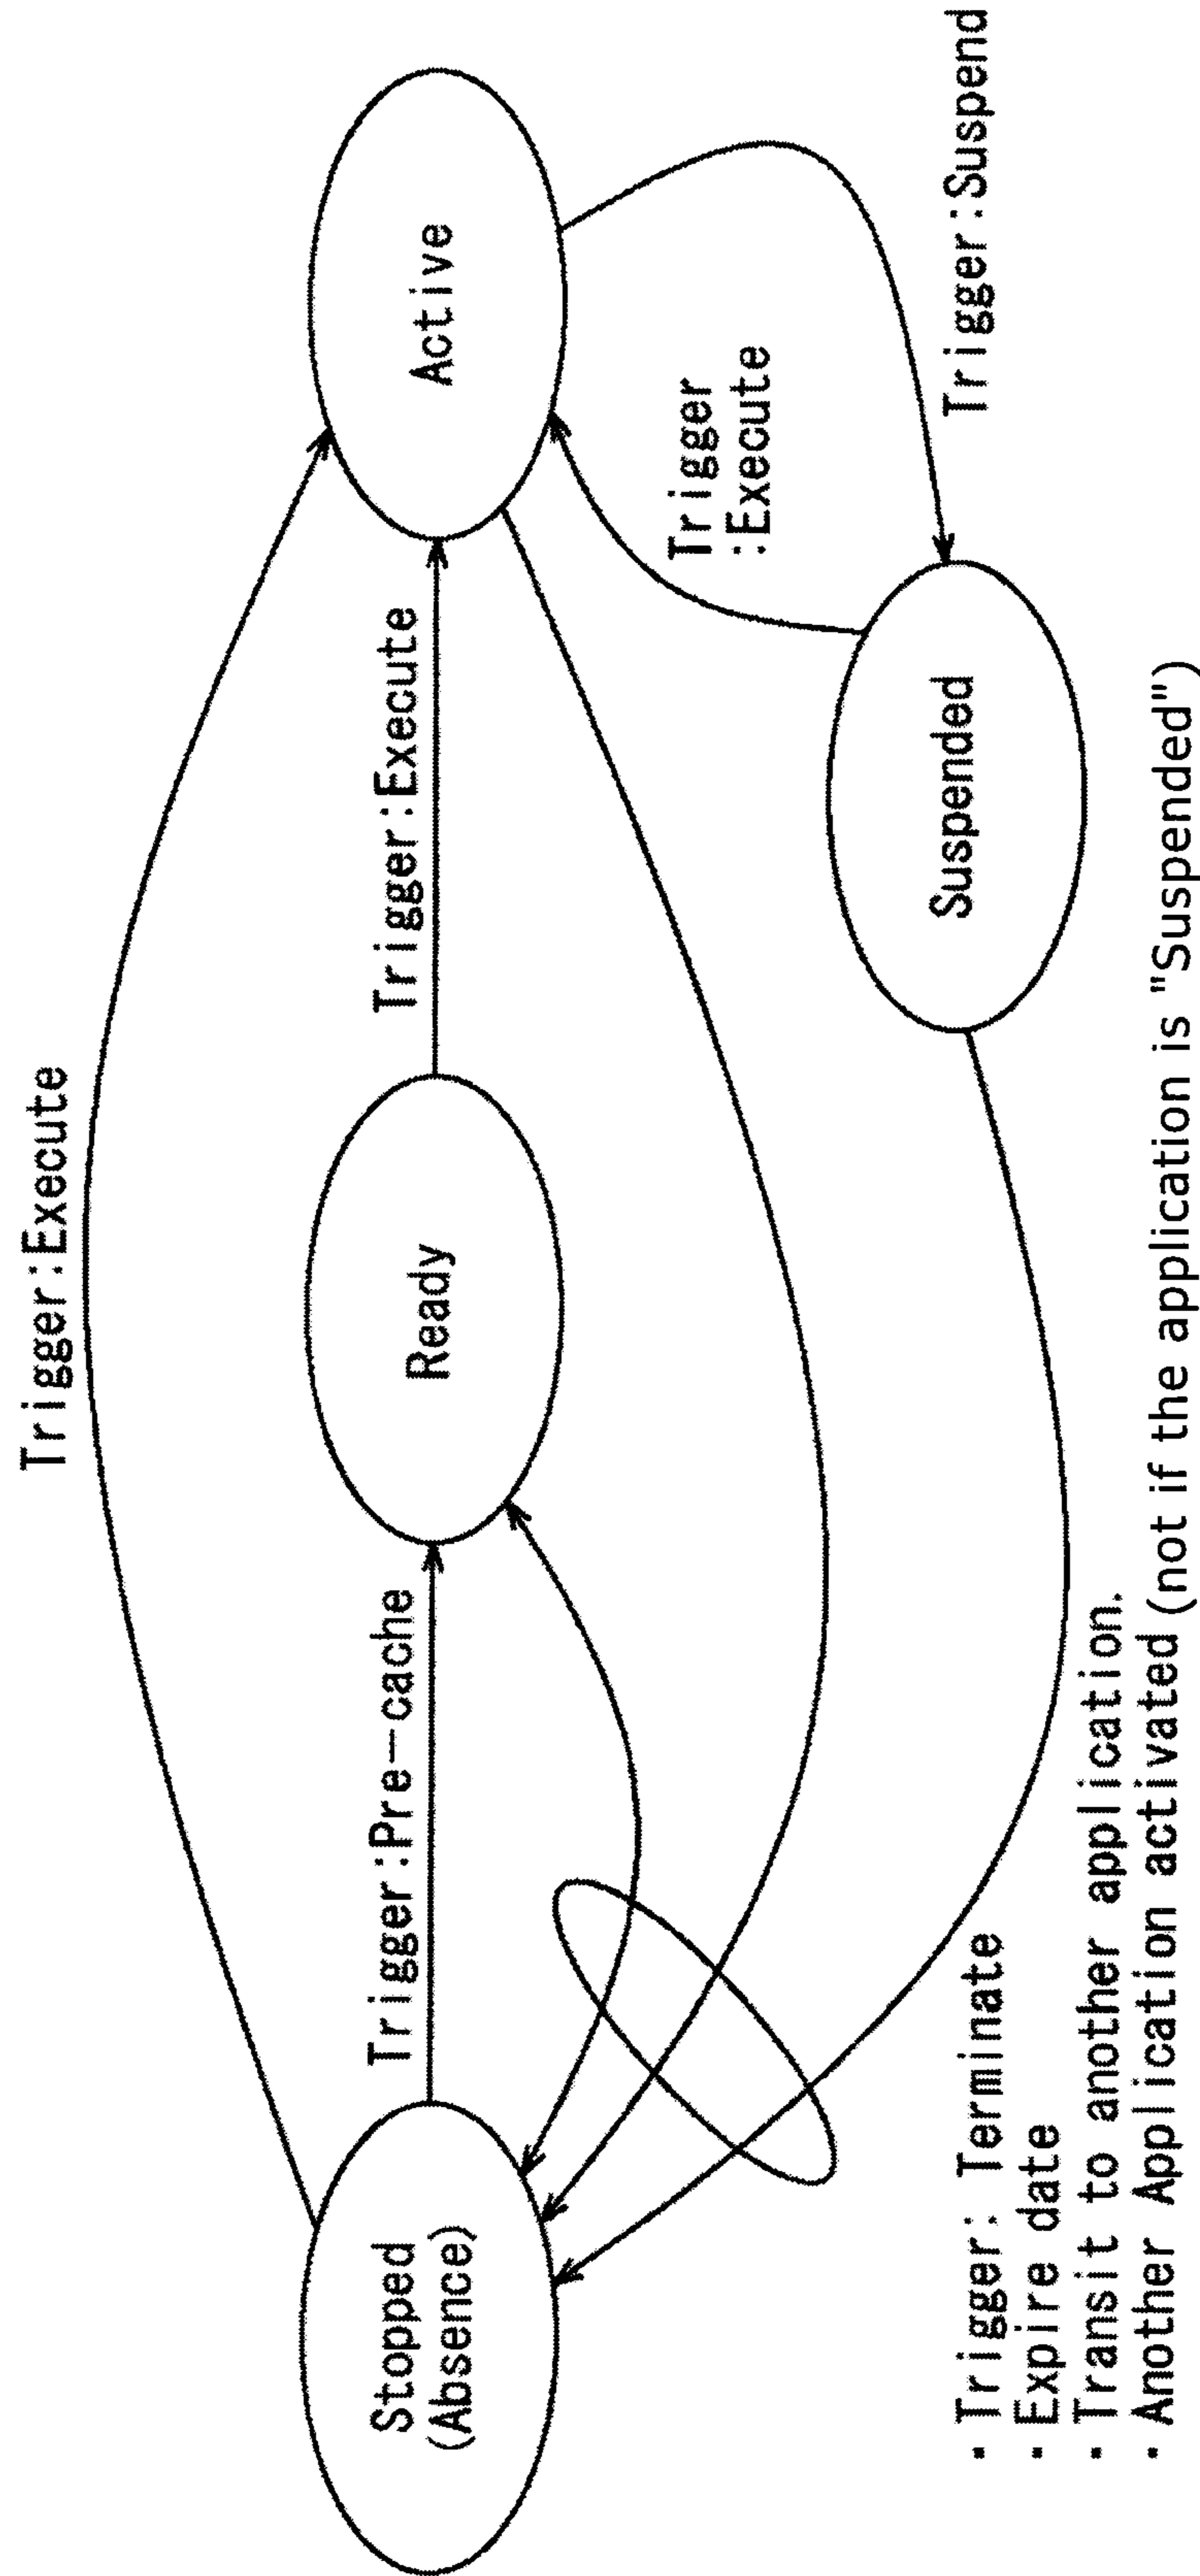 Trigger:Execute
Stopped
(Absence)
Trigger:Pre-cache
Ready
Trigger:Execute
Active
Trigger
:Execute
Suspended
Trigger:Suspend
・Trigger: Terminate
・Expire date
・Transit to another application.
・Another Application activated (not if the application is "Suspended")